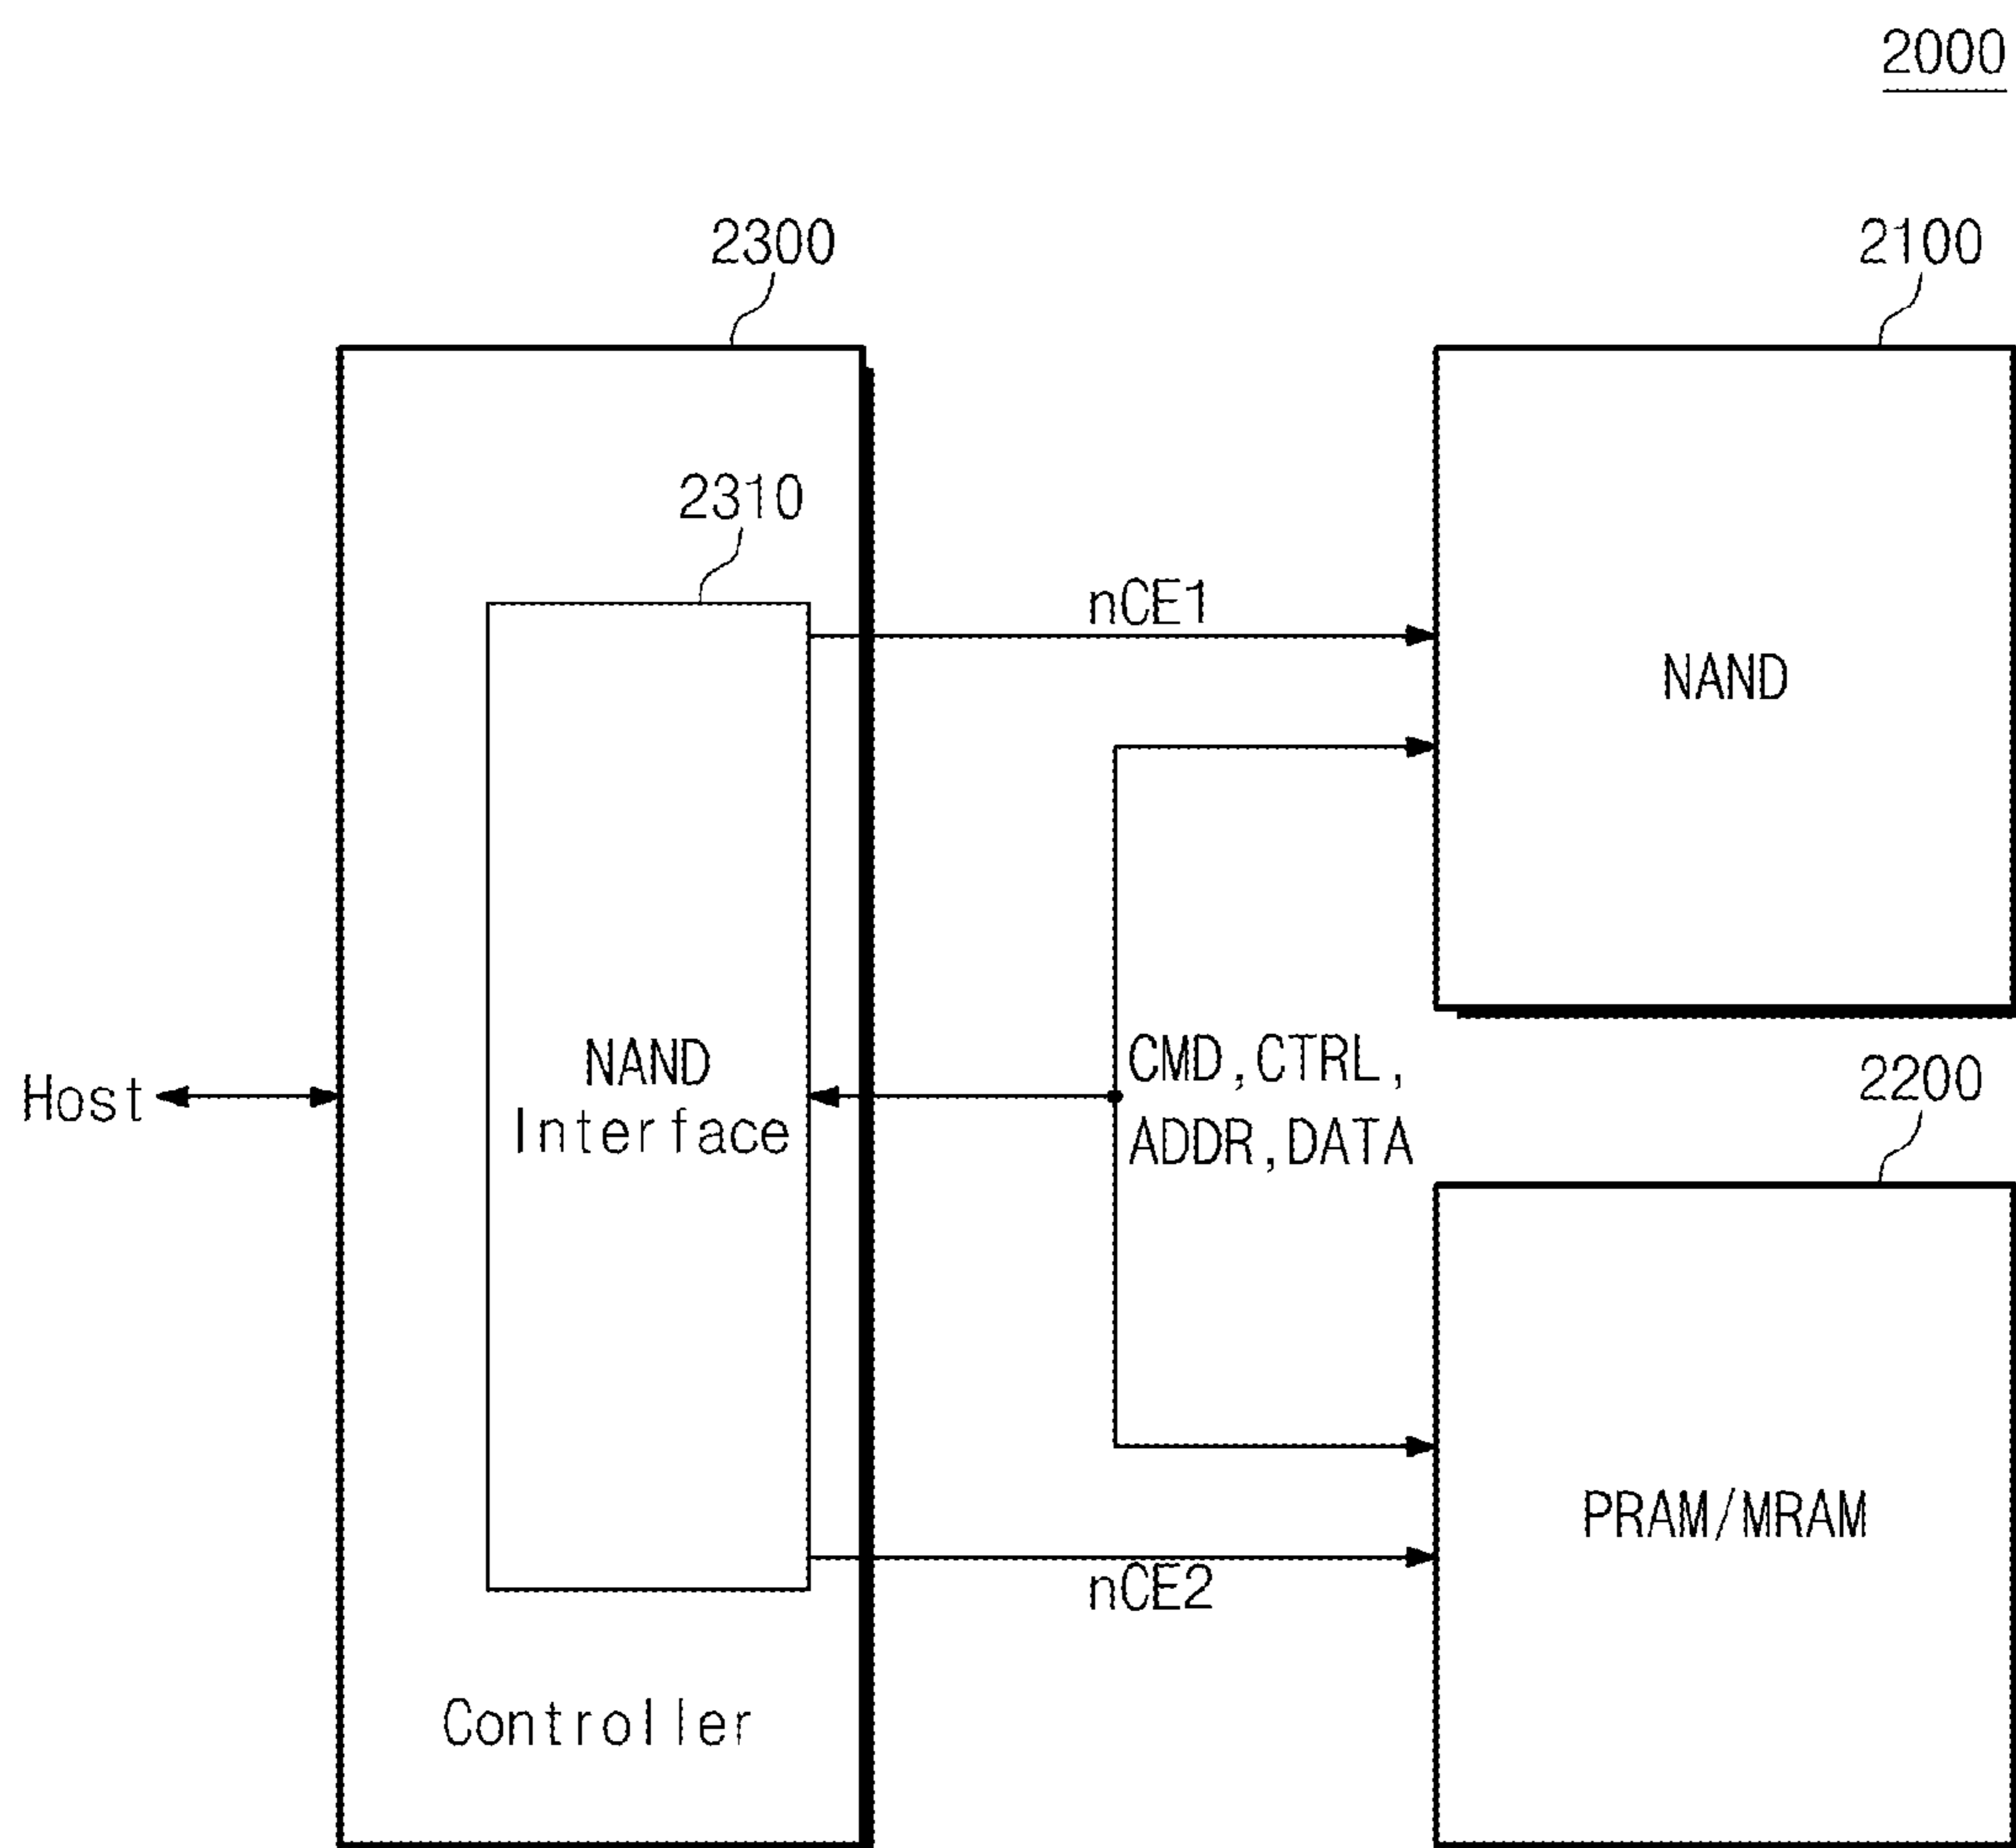 2000
2300
2100
2310
nCE1
NAND
CMD,CTRL,
ADDR,DATA
NAND
Interface
Host
2200
PRAM/MRAM
nCE2
Controller